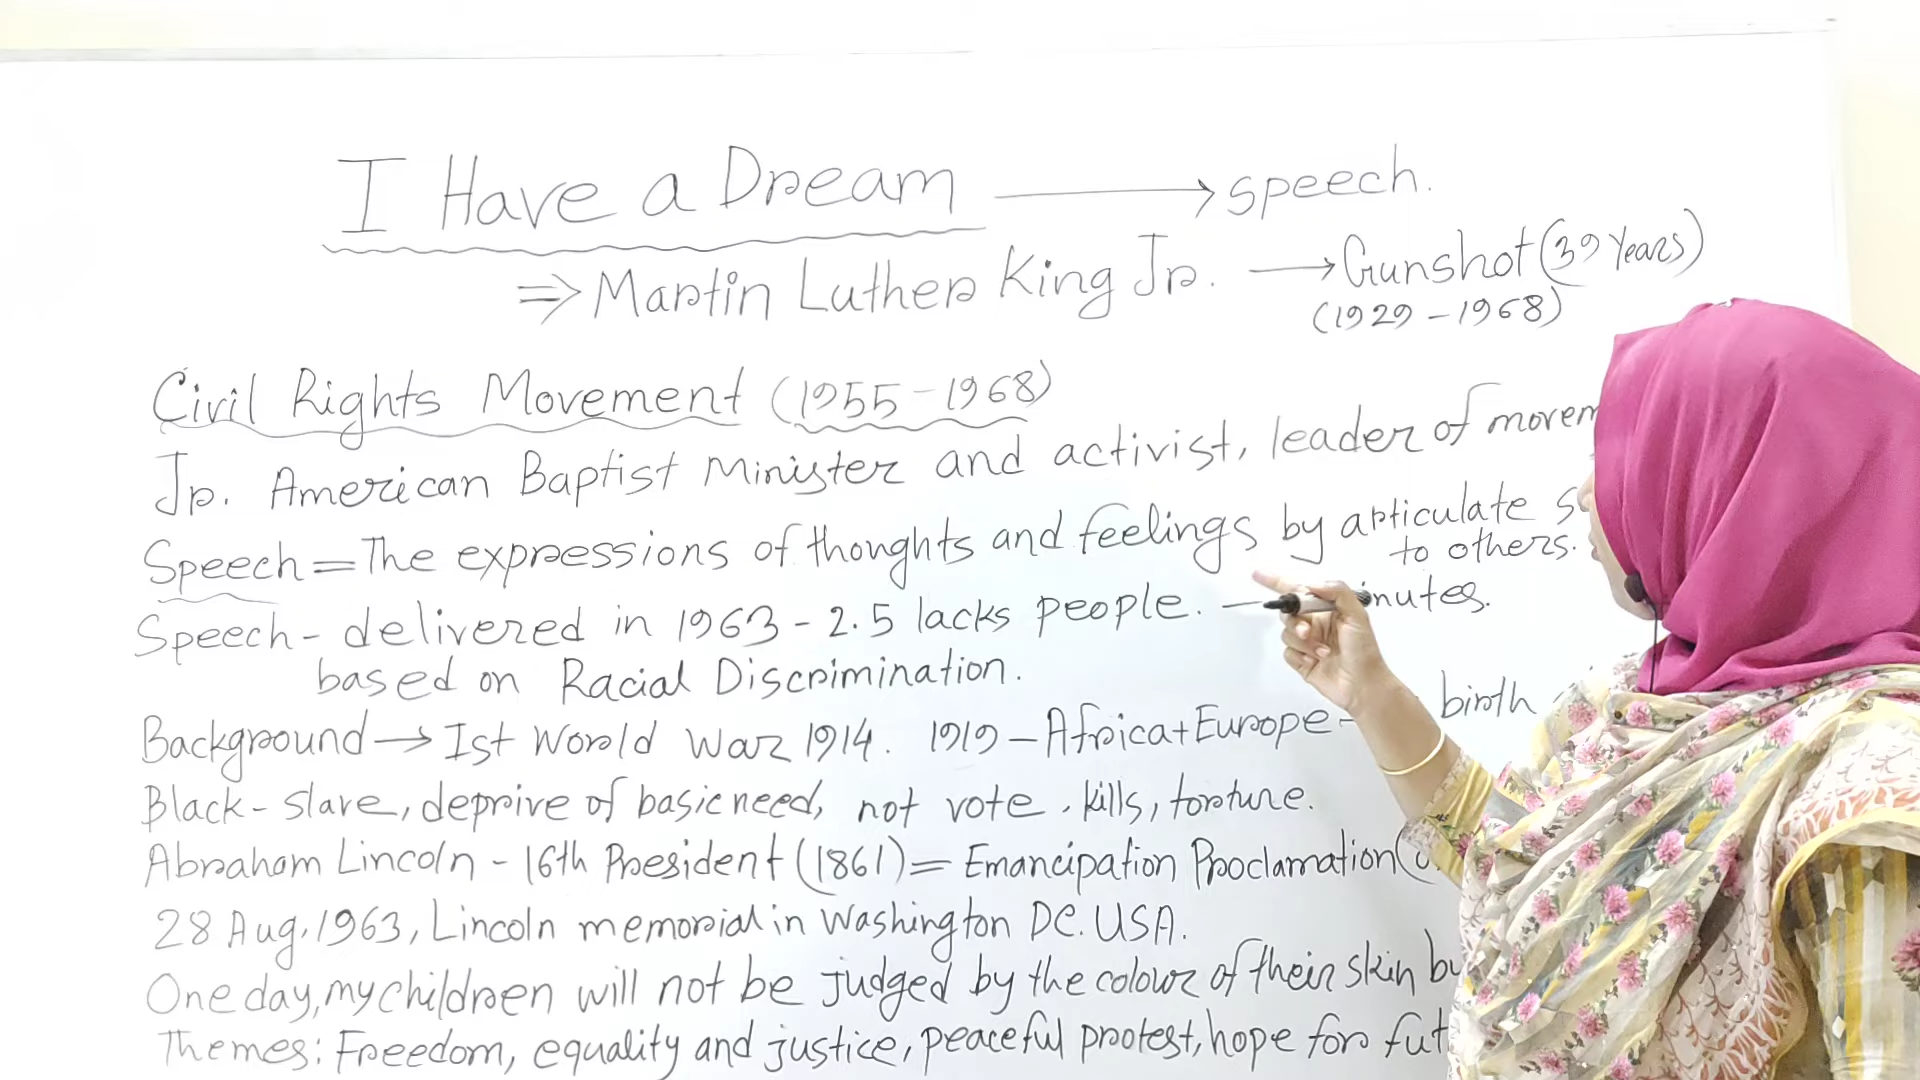 I Have a Dream → speech.
⇒ Martin Luther King Jr. → Gunshot (39 Years)
(1929 - 1968)
Civil Rights Movement (1955 - 1968)
Jr. American Baptist Minister and activist, leader of
Speech = The expressions of thoughts and feelings by articulate
to others.
Speech - delivered in 1963 - 2.5 lacks people. —
based on Racial Discrimination.
Background → Ist World War 1914. 1919 - Africa + Europe - birth
Black - slave, deprive of basic need, not vote. kills, torture.
Abraham Lincoln - 16th President (1861) = Emancipation Proclamation (
28 Aug. 1963, Lincoln memorial in Washington DC. USA.
One day, my children will not be judged by the colour of their skin
Themes: Freedom, equality and justice, peaceful protest, hope for